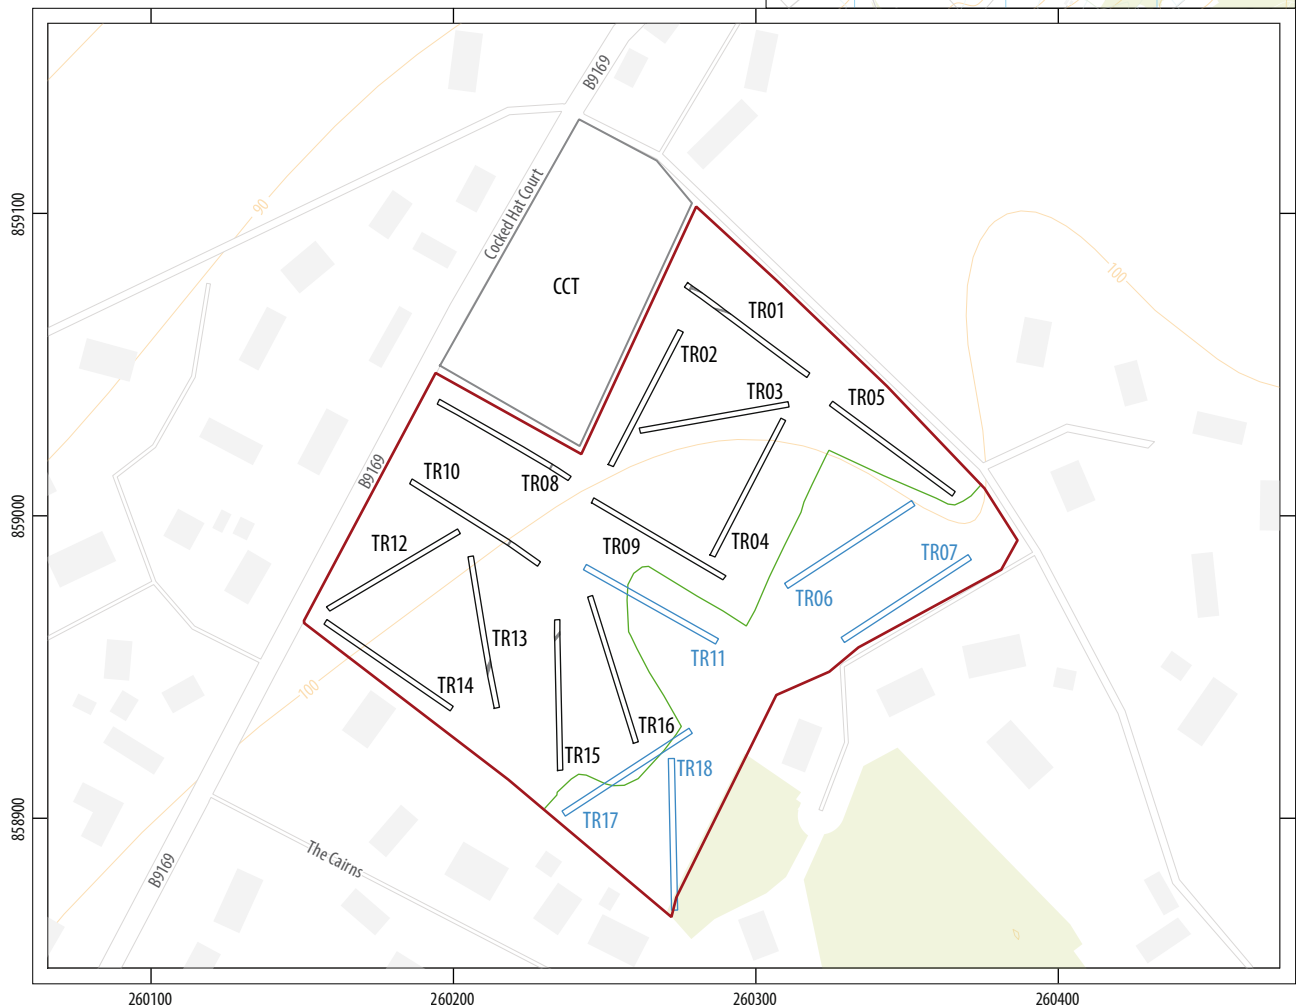 B9169
859100
90
Cocked Hat Court
100
CCT
TR01
TR02
TR03
TR05
B9169
TR10
TR08
859000
TR12
TR09
TR04
TR07
TR06
TR13
TR11
100
TR14
TR16
TR15
TR18
858900
TR17
The Cairns
B9169
0
260100
260200
260300
260400